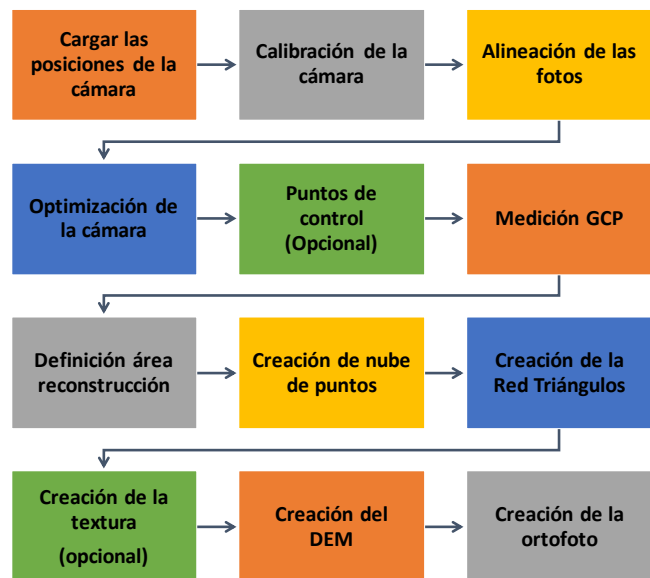 Cargar las
posiciones de la
cámara
Calibración de la
cámara
Alineación de las
fotos
Optimización de
la cámara
Puntos de
control
(Opcional)
Medición GCP
Definición área
reconstrucción
Creación de nube
de puntos
Creación de la
Red Triángulos
Creación de la
textura
(opcional)
Creación del
DEM
Creación de la
ortofoto